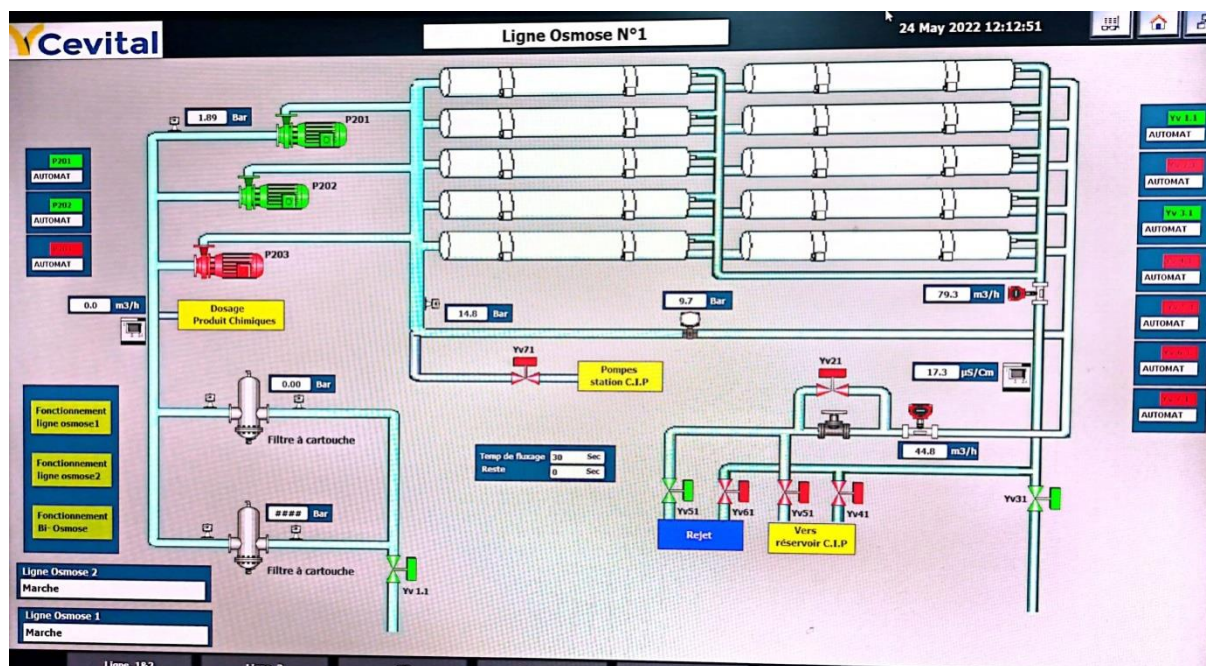 Cevital
Ligne Osmose N°1
24 May 2022 12:12:51
1.89 Bar
P201
P202
P203
P201
AUTOMAT
P202
AUTOMAT
AUTOMAT
Yv 1.1
AUTOMAT
AUTOMAT
Yv 3.1
AUTOMAT
AUTOMAT
AUTOMAT
AUTOMAT
AUTOMAT
0.0 m3/h
Dosage
Produit Chimiques
14.8 Bar
9.7 Bar
79.3 m3/h
Yv71
Pompes
station C.I.P
Yv21
17.3 µS/Cm
44.8 m3/h
0.00 Bar
Filtre à cartouche
#### Bar
Filtre à cartouche
Yv 1.1
Temp de fluxage 30 Sec
Reste 0 Sec
Yv51
Yv61
Yv51
Yv41
Yv31
Rejet
Vers
réservoir C.I.P
Fonctionnement
ligne osmose1
Fonctionnement
ligne osmose2
Fonctionnement
Bi- Osmose
Ligne Osmose 2
Marche
Ligne Osmose 1
Marche